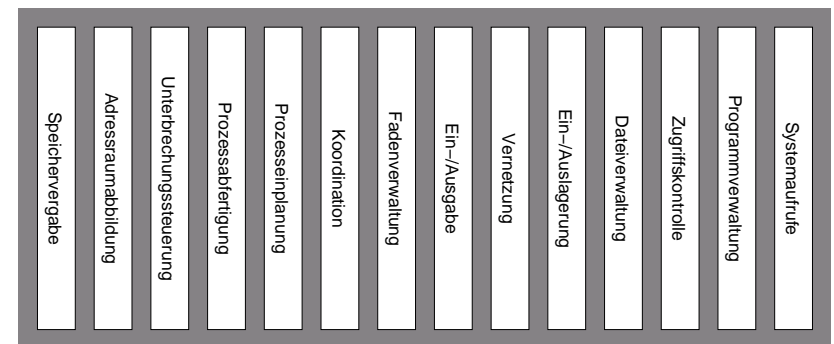 Speichervergabe
Adressraumabbildung
Unterbrechungssteuerung
Prozessabfertigung
Prozesseinplanung
Koordination
Fadenverwaltung
Ein−/Ausgabe
Vernetzung
Ein−/Auslagerung
Dateiverwaltung
Zugriffskontrolle
Programmverwaltung
Systemaufrufe